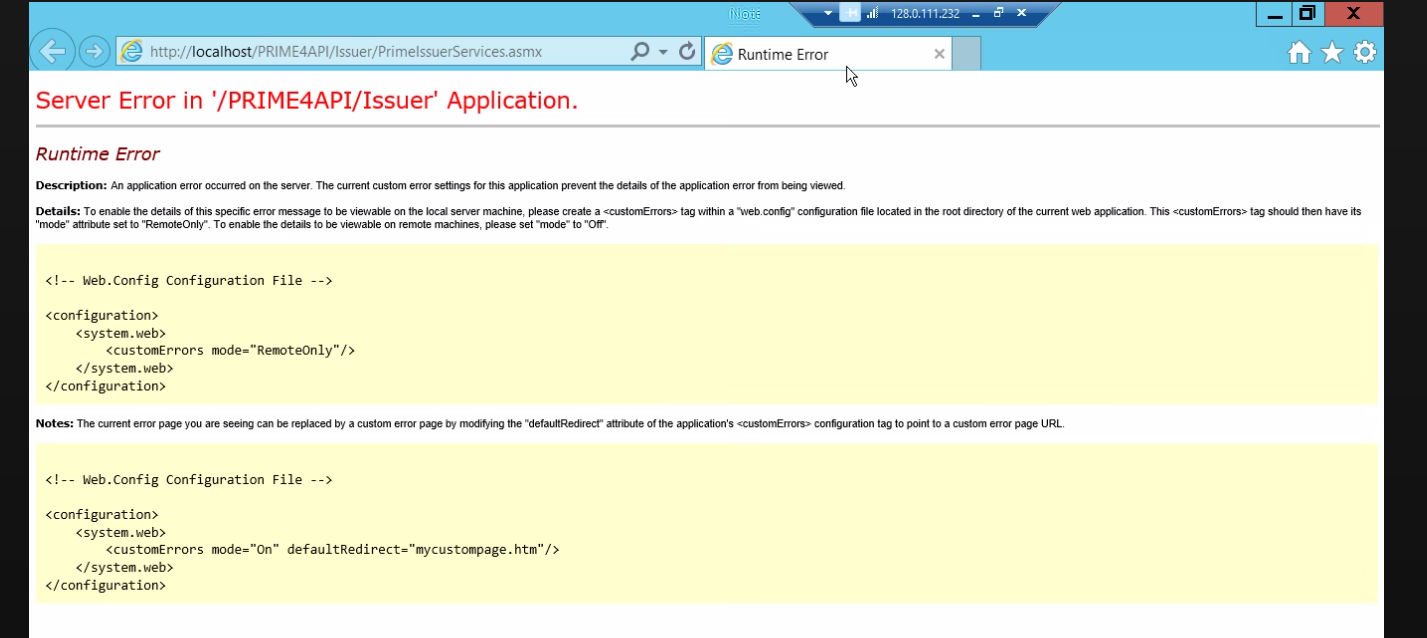 Note
128.0.111.232
http://localhost/PRIME4API/Issuer/PrimeIssuerServices.asmx
Runtime Error
Server Error in '/PRIME4API/Issuer' Application.
Runtime Error
Description: An application error occurred on the server. The current custom error settings for this application prevent the details of the application error from being viewed.
Details: To enable the details of this specific error message to be viewable on the local server machine, please create a <customErrors> tag within a "web.config" configuration file located in the root directory of the current web application. This <customErrors> tag should then have its
"mode" attribute set to "RemoteOnly". To enable the details to be viewable on remote machines, please set "mode" to "Off".
<!-- Web.Config Configuration File -->
<configuration>
    <system.web>
        <customErrors mode="RemoteOnly"/>
    </system.web>
</configuration>
Notes: The current error page you are seeing can be replaced by a custom error page by modifying the "defaultRedirect" attribute of the application's <customErrors> configuration tag to point to a custom error page URL.
<!-- Web.Config Configuration File -->
<configuration>
    <system.web>
        <customErrors mode="On" defaultRedirect="mycustompage.htm"/>
    </system.web>
</configuration>